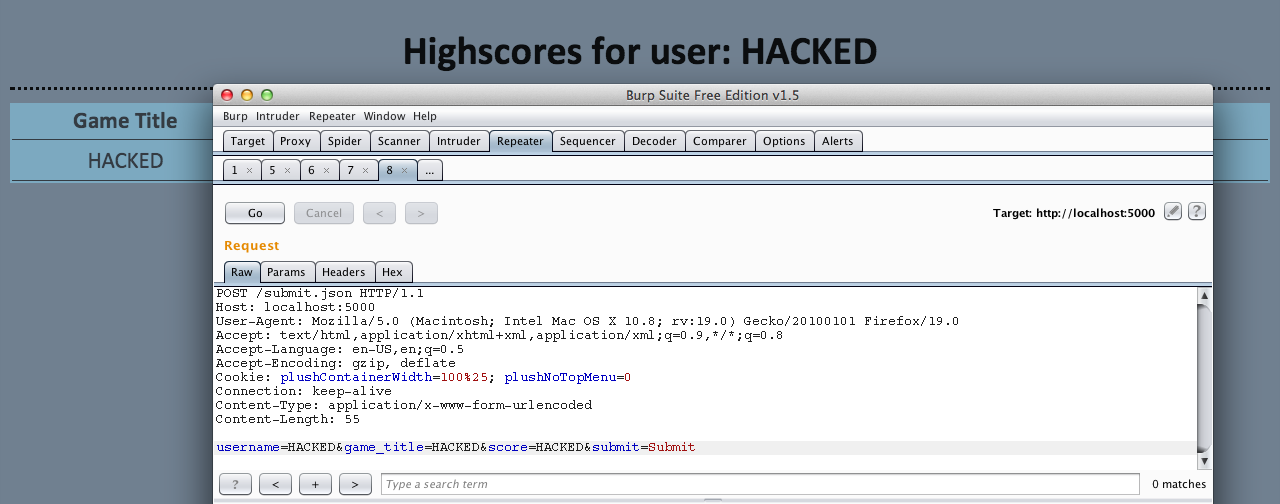 Highscores for user: HACKED
Game Title
HACKED
Burp Suite Free Edition v1.5
Burp Intruder Repeater Window Help
Target Proxy Spider Scanner Intruder Repeater Sequencer Decoder Comparer Options Alerts
1 × 5 × 6 × 7 × 8 × ...
Go Cancel < >
Target: http://localhost:5000 ?
Request
Raw Params Headers Hex
POST /submit.json HTTP/1.1
Host: localhost:5000
User-Agent: Mozilla/5.0 (Macintosh; Intel Mac OS X 10.8; rv:19.0) Gecko/20100101 Firefox/19.0
Accept: text/html,application/xhtml+xml,application/xml;q=0.9,*/*;q=0.8
Accept-Language: en-US,en;q=0.5
Accept-Encoding: gzip, deflate
Cookie: plushContainerWidth=100%25; plushNoTopMenu=0
Connection: keep-alive
Content-Type: application/x-www-form-urlencoded
Content-Length: 55
username=HACKED&game_title=HACKED&score=HACKED&submit=Submit
? < + > Type a search term 0 matches